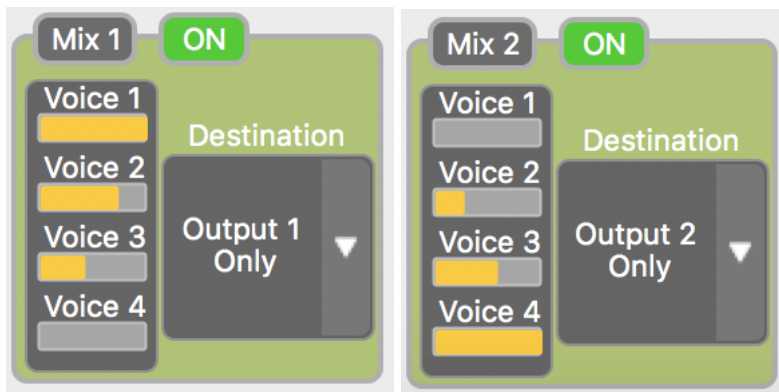 Mix 1 ON
Voice 1
Voice 2
Voice 3
Voice 4
Destination
Output 1
Only
Mix 2 ON
Voice 1
Voice 2
Voice 3
Voice 4
Destination
Output 2
Only